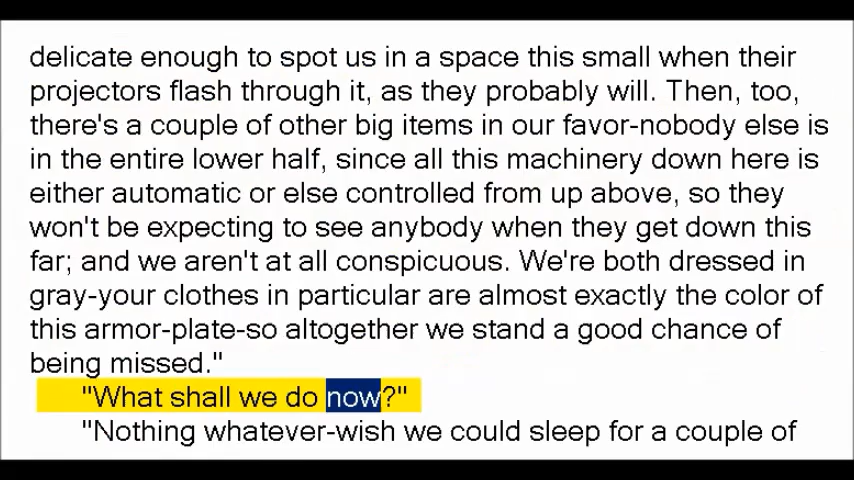 delicate enough to spot us in a space this small when their
projectors flash through it, as they probably will. Then, too,
there's a couple of other big items in our favor-nobody else is
in the entire lower half, since all this machinery down here is
either automatic or else controlled from up above, so they
won't be expecting to see anybody when they get down this
far; and we aren't at all conspicuous. We're both dressed in
gray-your clothes in particular are almost exactly the color of
this armor-plate-so altogether we stand a good chance of
being missed."
"What shall we do now?"
"Nothing whatever-wish we could sleep for a couple of